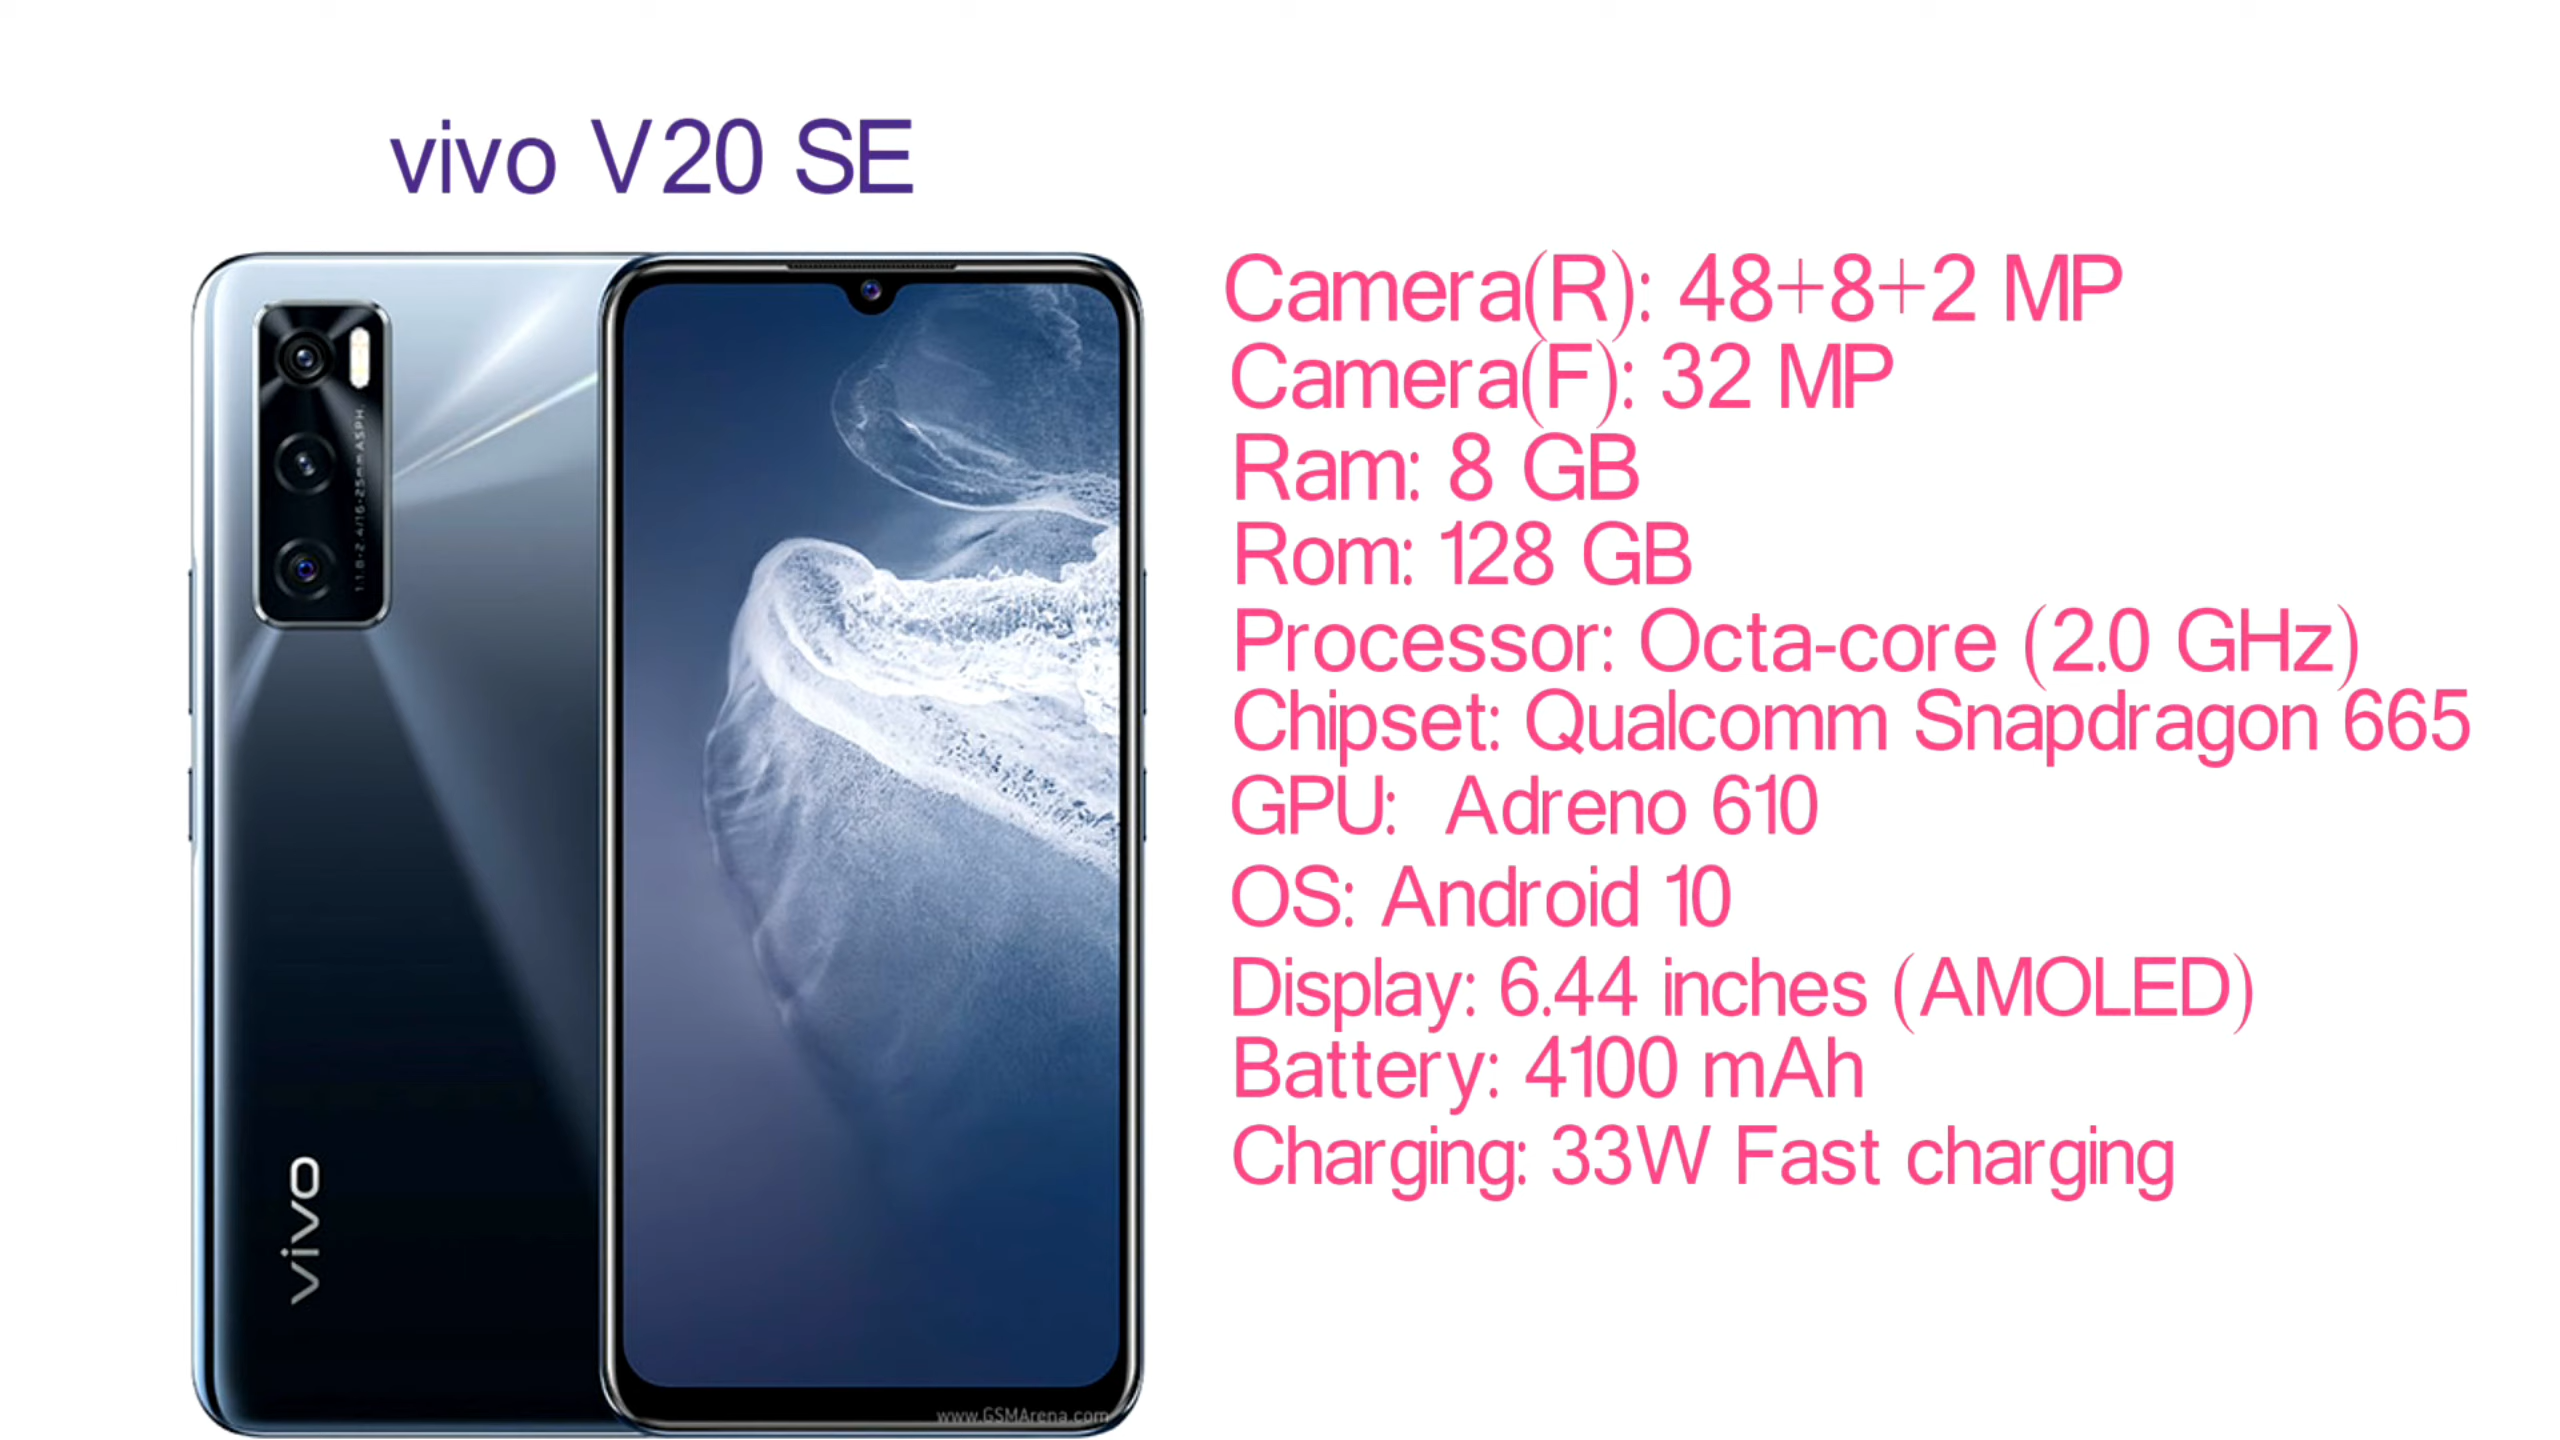 vivo V20 SE
Camera(R): 48+8+2 MP
Camera(F): 32 MP
Ram: 8 GB
Rom: 128 GB
Processor: Octa-core (2.0 GHz)
Chipset: Qualcomm Snapdragon 665
GPU: Adreno 610
OS: Android 10
Display: 6.44 inches (AMOLED)
Battery: 4100 mAh
Charging: 33W Fast charging
vivo
www.GSMArena.com